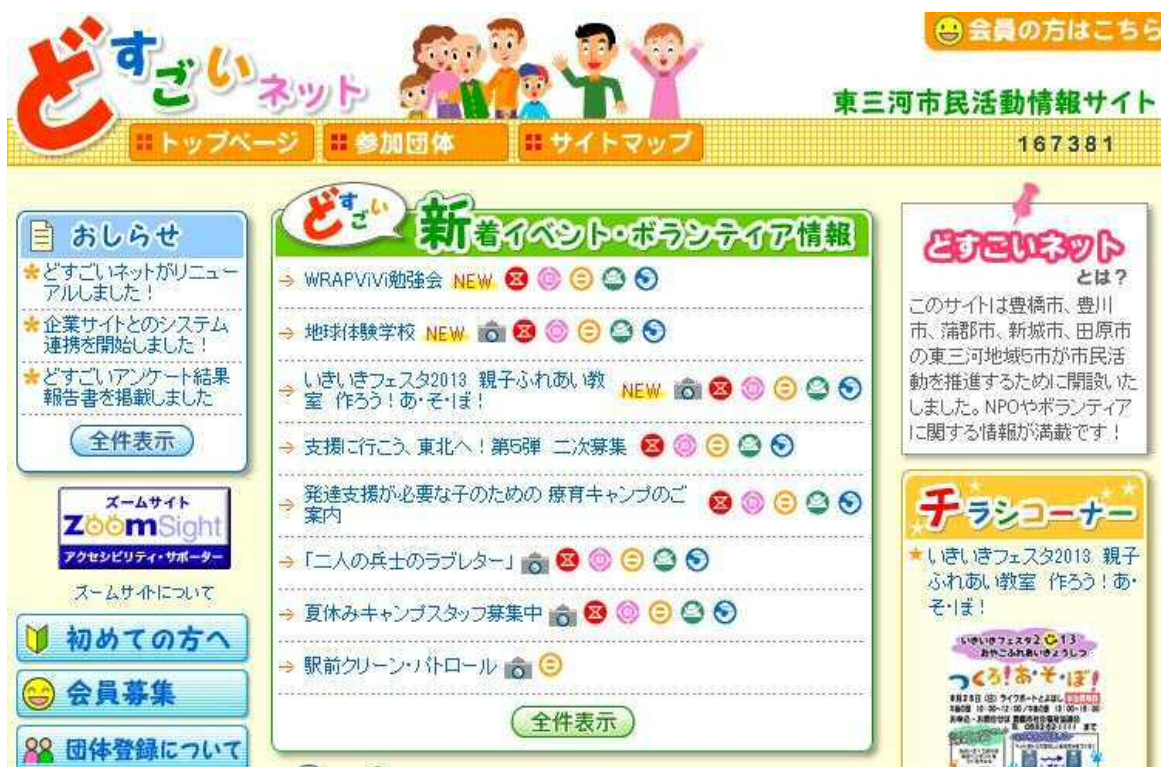 どすごいネット
会員の方はこちら
東三河市民活動情報サイト
トップページ
参加団体
サイトマップ
167381
おしらせ
どすごいネットがリニュー
アルしました！
企業サイトとのシステム
連携を開始しました！
どすごいアンケート結果
報告書を掲載しました
全件表示
ズームサイト
ZoomSight
アクセシビリティ・サポーター
ズームサイトについて
初めての方へ
会員募集
団体登録について
どすごい 新着イベント・ボランティア情報
WRAPViVi勉強会 NEW
地球体験学校 NEW
いきいきフェスタ2013 親子ふれあい教
室 作ろう！あ・そ・ぼ！ NEW
支援に行こう、東北へ！第5弾 二次募集
発達支援が必要な子のための 療育キャンプのご
案内
「二人の兵士のラブレター」
夏休みキャンプスタッフ募集中
駅前クリーン・パトロール
全件表示
どすごいネット
とは？
このサイトは豊橋市、豊川
市、蒲郡市、新城市、田原市
の東三河地域5市が市民活
動を推進するために開設いた
しました。NPOやボランティア
に関する情報が満載です！
チラシコーナー
いきいきフェスタ2013 親子
ふれあい教室 作ろう！あ・
そ・ぼ！
いきいきフェスタ2013
おやこふれあいきょうしつ
つくろ！あ・そ・ぼ！